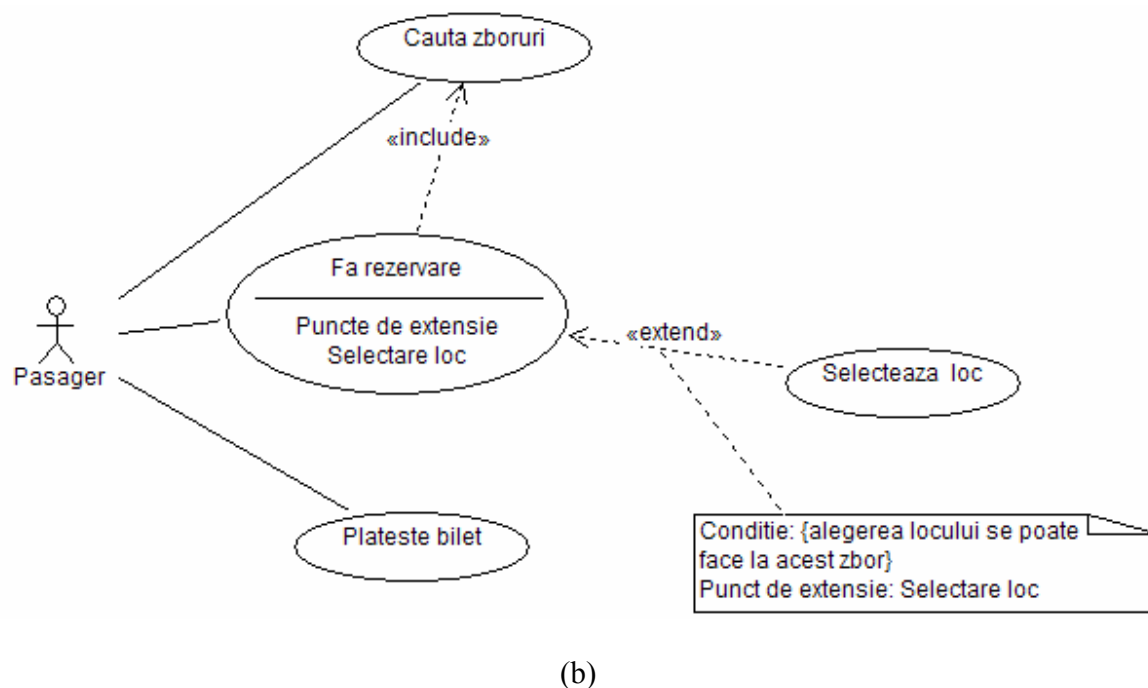 Cauta zboruri
«include»
Fa rezervare
Puncte de extensie
Selectare loc
Pasager
«extend»
Selecteaza loc
Plateste bilet
Conditie: {alegerea locului se poate
face la acest zbor}
Punct de extensie: Selectare loc
(b)